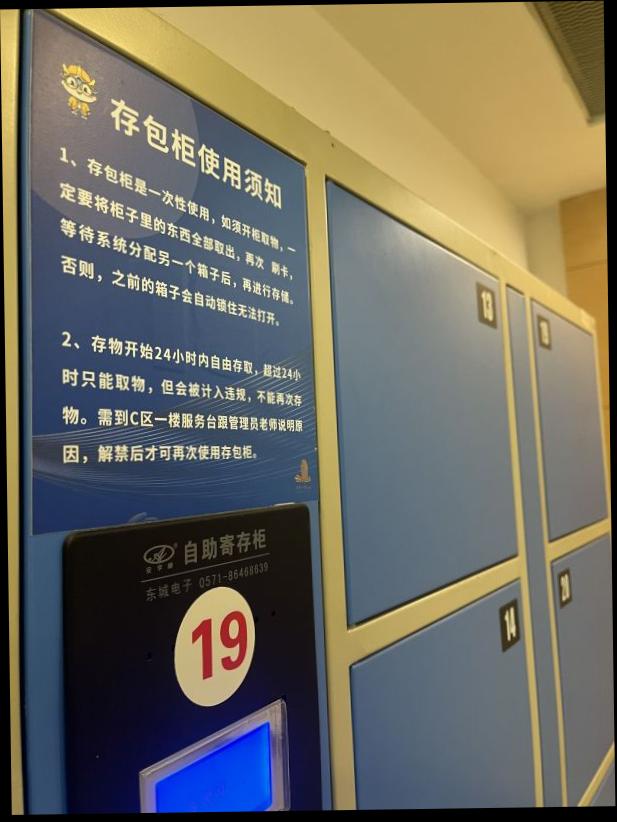 存包柜使用须知
1、存包柜是一次性使用，如须开柜取物，一
定要将柜子里的东西全部取出，再次 刷卡，
等待系统分配另一个箱子后，再进行存储。
否则，之前的箱子会自动锁住无法打开。
2、存物开始24小时内自由存取，超过24小
时只能取物，但会被计入违规，不能再次存
物。需到C区一楼服务台跟管理员老师说明原
因，解禁后才可再次使用存包柜。
自助寄存柜
东城电子 0571-86468639
19
13
14
20